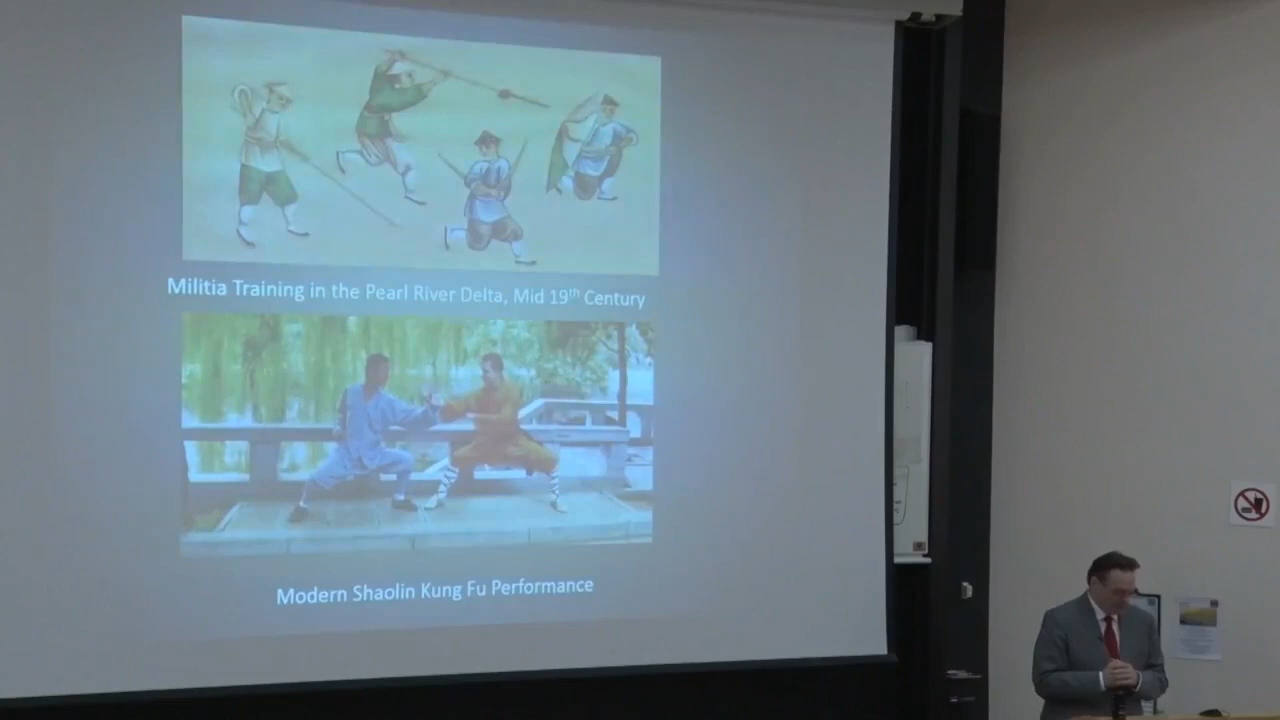 Militia Training in the Pearl River Delta, Mid 19th Century
Modern Shaolin Kung Fu Performance